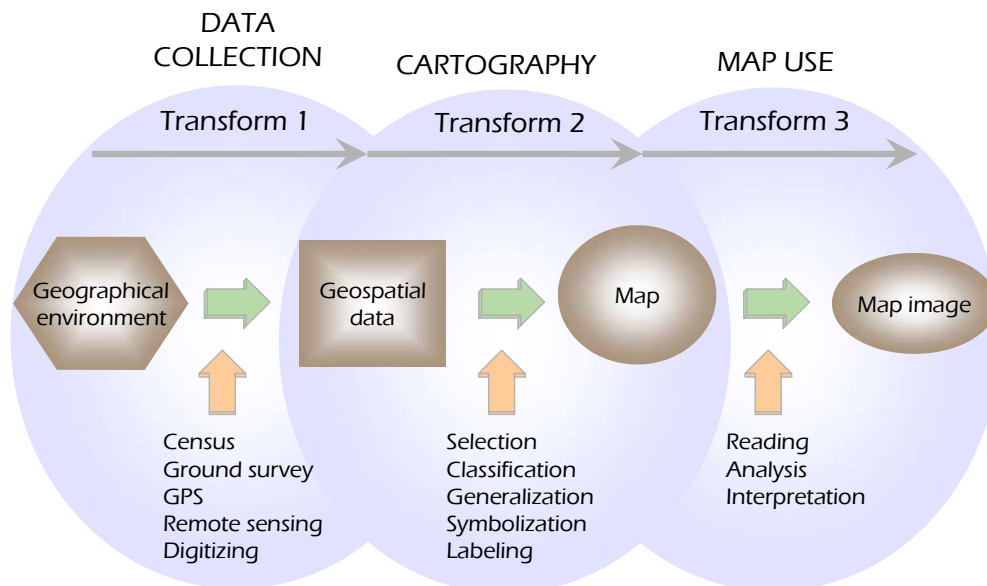 DATA
COLLECTION
CARTOGRAPHY
MAP USE
Transform 1
Transform 2
Transform 3
Geographical
environment
Geospatial
data
Map
Map image
Census
Ground survey
GPS
Remote sensing
Digitizing
Selection
Classification
Generalization
Symbolization
Labeling
Reading
Analysis
Interpretation